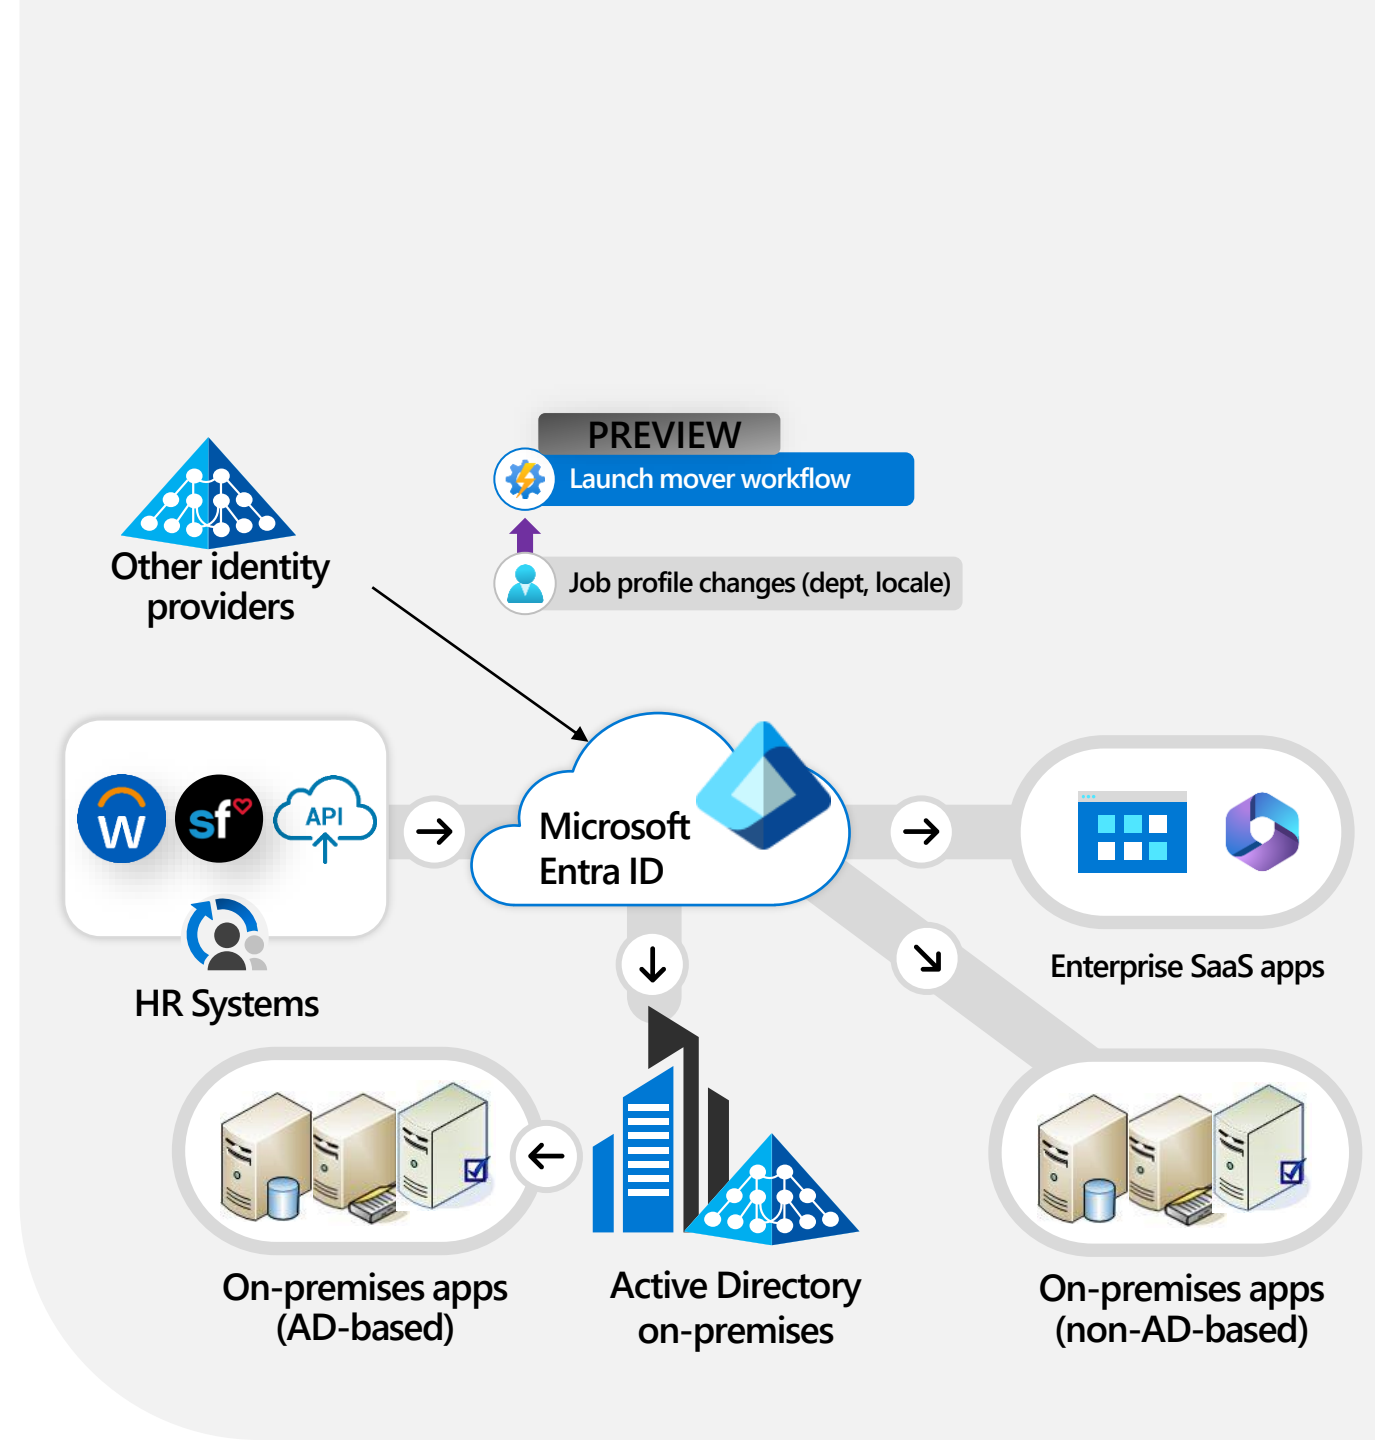 PREVIEW
Launch mover workflow
Other identity
providers
Job profile changes (dept, locale)
W
sf
API
Microsoft
Entra ID
HR Systems
Enterprise SaaS apps
On-premises apps
(AD-based)
Active Directory
on-premises
On-premises apps
(non-AD-based)